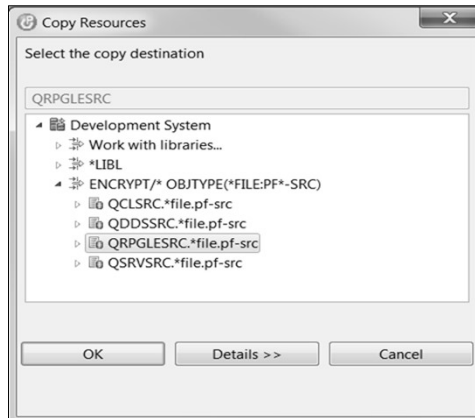 Copy Resources
X
Select the copy destination
QRPGLESRC
Development System
Work with libraries...
*LIBL
ENCRYPT/* OBJTYPE(*FILE:PF*-SRC)
QCLSRC.*file.pf-src
QDDSSRC.*file.pf-src
QRPGLESRC.*file.pf-src
QSRVSRC.*file.pf-src
OK Details >> Cancel